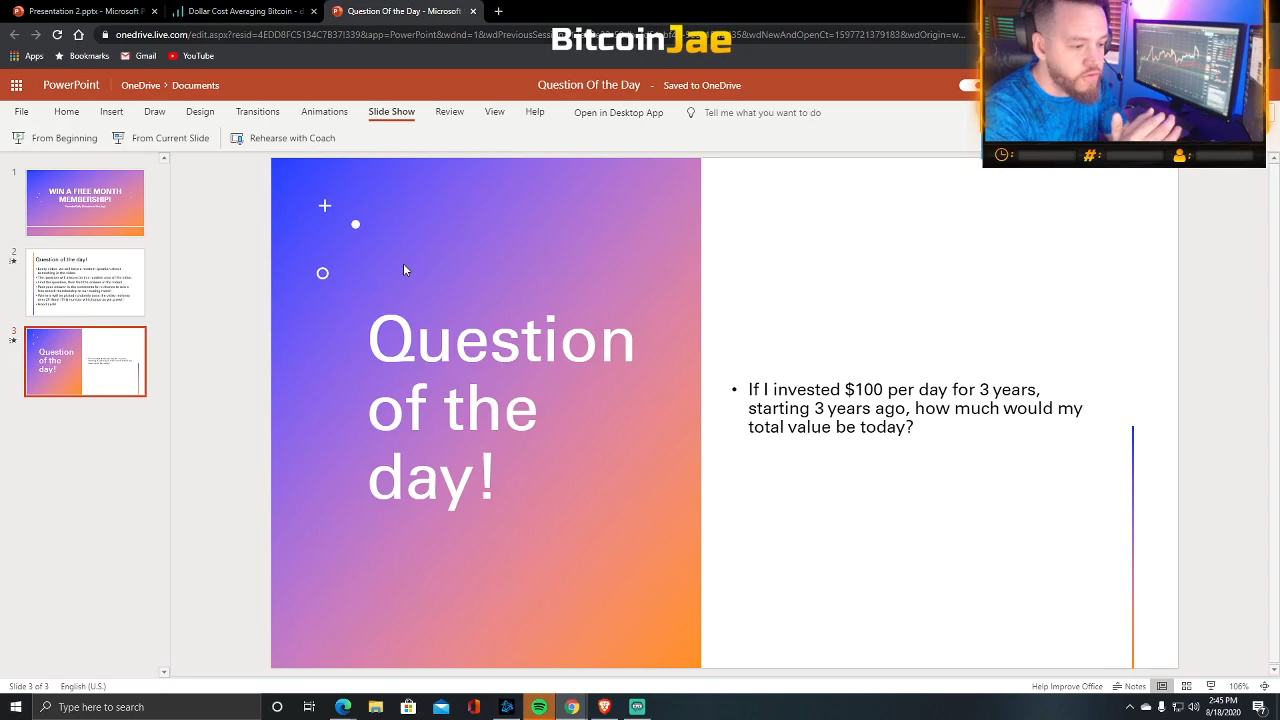 Presentation 2.pptx - Microsoft P
Dollar Cost Averaging Bitcoin - d
Question Of the Day - Microsoft
BitcoinJae
Apps
Bookmarks
Gmail
YouTube
PowerPoint
OneDrive > Documents
Question Of the Day - Saved to OneDrive
Home Insert Draw Design Transitions Animations Slide Show Review View Help Open in Desktop App Tell me what you want to do
From Beginning From Current Slide Rehearse with Coach
#:
WIN A FREE MONTH
MEMBERSHIP!
2
Question of the day!
3
Question
of the
day!
Question
of the
day!
• If I invested $100 per day for 3 years,
starting 3 years ago, how much would my
total value be today?
Slide 3 of 3 English (U.S.)
Help Improve Office Notes 106%
Type here to search
2:45 PM
8/18/2020